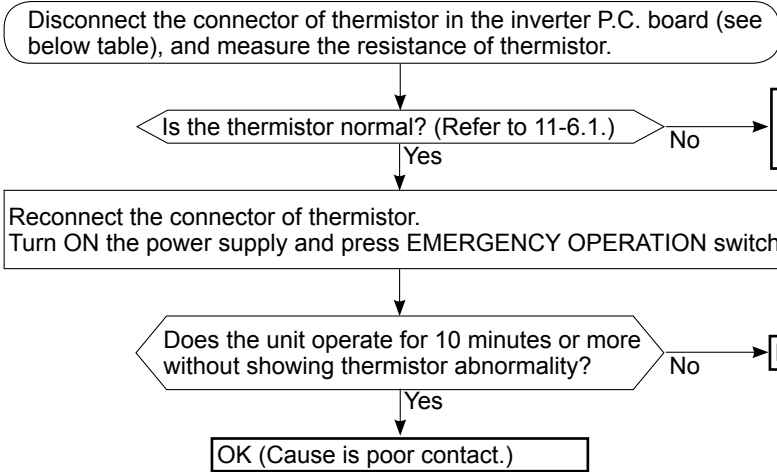 Disconnect the connector of thermistor in the inverter P.C. board (see
below table), and measure the resistance of thermistor.
Is the thermistor normal? (Refer to 11-6.1.)
No
Yes
Reconnect the connector of thermistor.
Turn ON the power supply and press EMERGENCY OPERATION switch
Does the unit operate for 10 minutes or more
without showing thermistor abnormality?
No
Yes
OK (Cause is poor contact.)